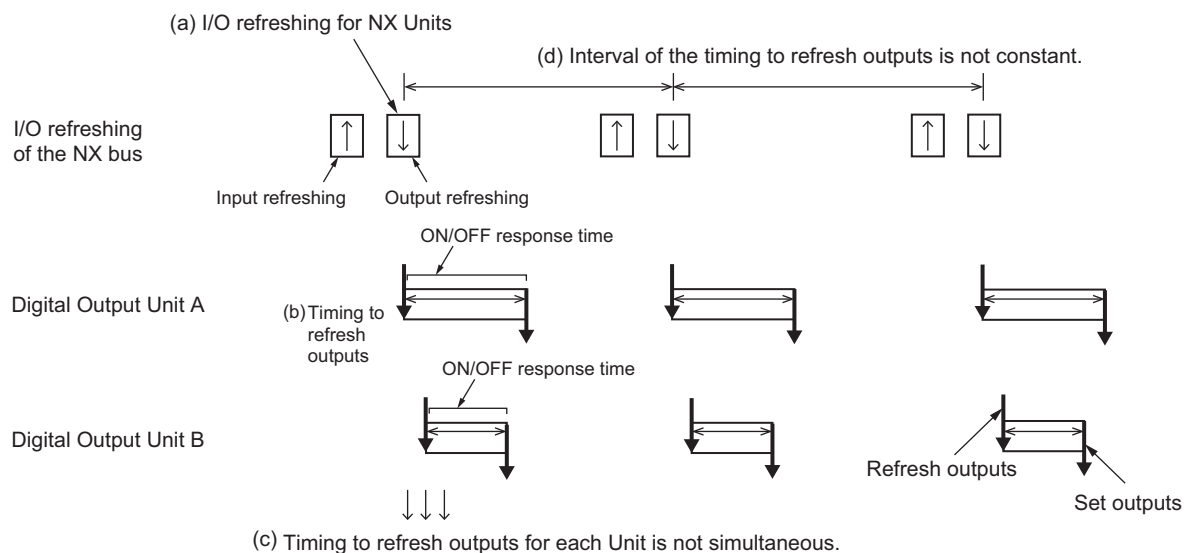 (a) I/O refreshing for NX Units
(d) Interval of the timing to refresh outputs is not constant.
I/O refreshing
of the NX bus
Input refreshing
Output refreshing
ON/OFF response time
Digital Output Unit A
(b) Timing to
refresh
outputs
ON/OFF response time
Digital Output Unit B
Refresh outputs
Set outputs
(c) Timing to refresh outputs for each Unit is not simultaneous.